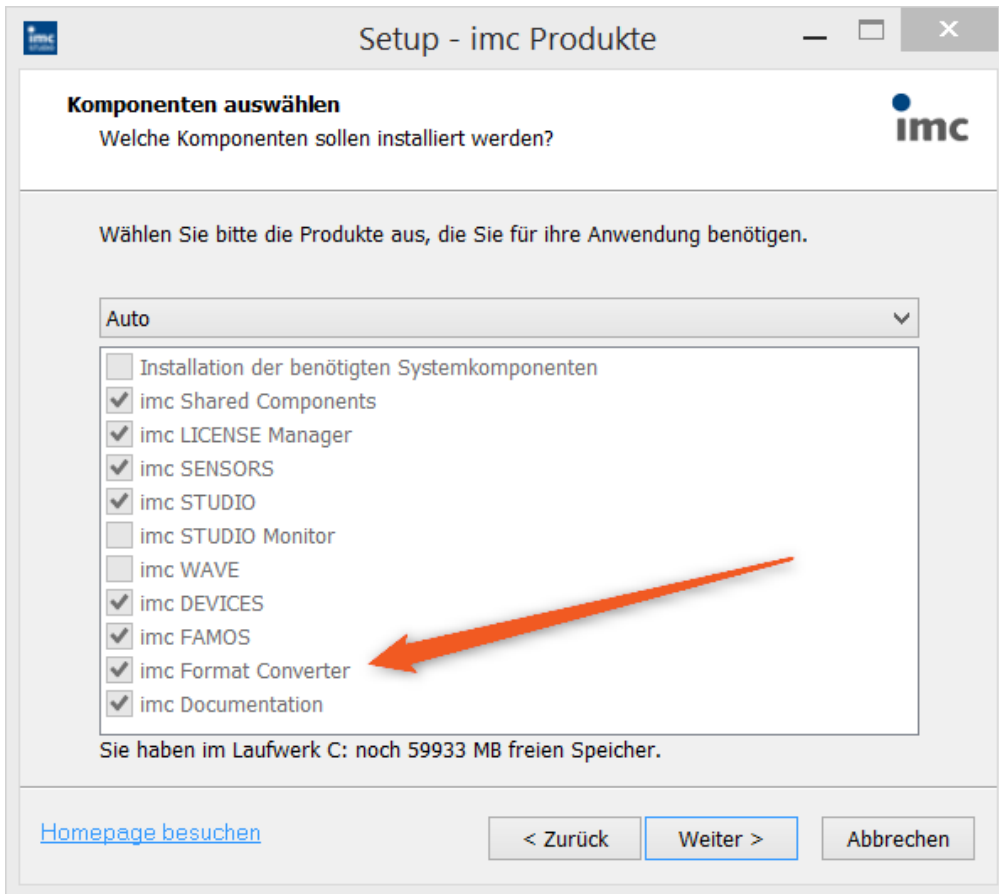 imc
STUDIO
Setup - imc Produkte
Komponenten auswählen
Welche Komponenten sollen installiert werden?
imc
Wählen Sie bitte die Produkte aus, die Sie für ihre Anwendung benötigen.
Auto
Installation der benötigten Systemkomponenten
imc Shared Components
imc LICENSE Manager
imc SENSORS
imc STUDIO
imc STUDIO Monitor
imc WAVE
imc DEVICES
imc FAMOS
imc Format Converter
imc Documentation
Sie haben im Laufwerk C: noch 59933 MB freien Speicher.
Homepage besuchen
< Zurück
Weiter >
Abbrechen